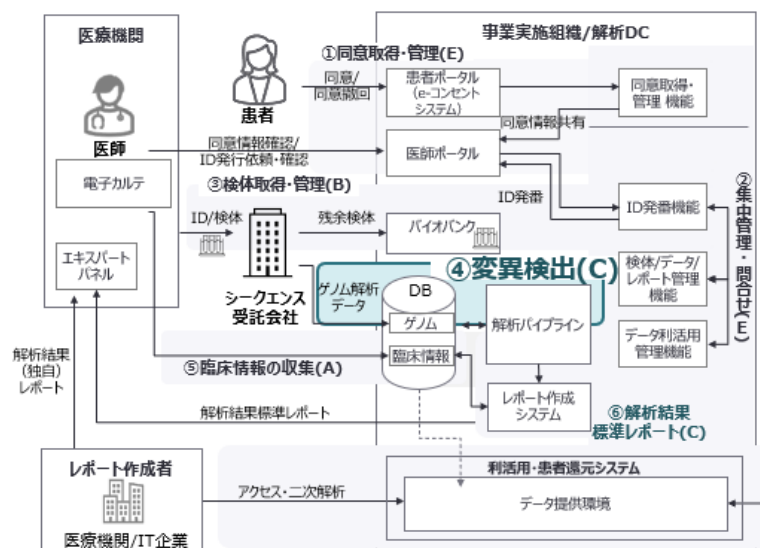 医療機関
事業実施組織/解析DC
①同意取得・管理(E)
同意/
同意撤回
患者
患者ポータル
(e-コンセント
システム)
同意取得・
管理 機能
同意情報共有
医師
同意情報確認/
ID発行依頼・確認
医師ポータル
電子カルテ
③検体取得・管理(B)
ID発番
②集中管理・問合せ(E)
ID/検体
残余検体
バイオバンク
ID発番機能
エキスパート
パネル
シークエンス
受託会社
ゲノム解析
データ
④変異検出(C)
DB
ゲノム
臨床情報
解析パイプライン
検体/データ/
レポート管理
機能
データ利活用
管理機能
解析結果
(独自)
レポート
⑤臨床情報の収集(A)
解析結果標準レポート
レポート作成
システム
⑥解析結果
標準レポート(C)
レポート作成者
利活用・患者還元システム
アクセス・二次解析
データ提供環境
医療機関/IT企業